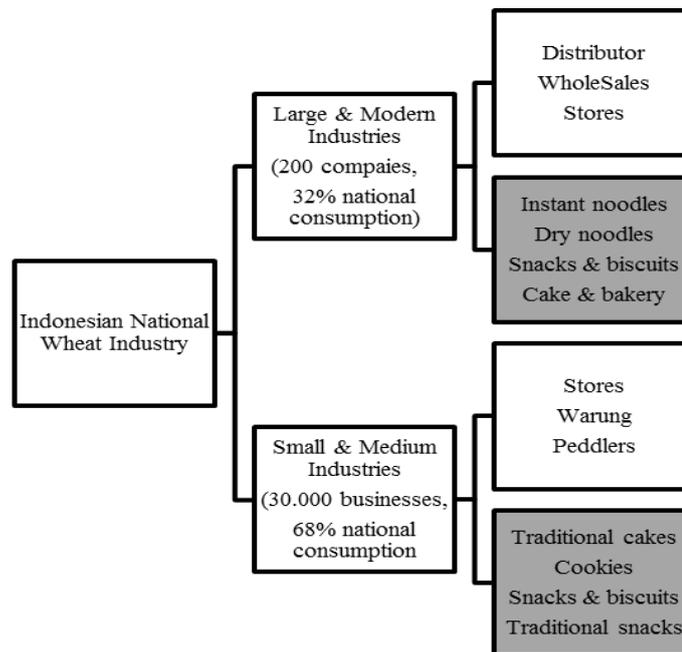 Indonesian National
Wheat Industry
Large & Modern
Industries
(200 compaies,
32% national
consumption)
Distributor
WholeSales
Stores
Instant noodles
Dry noodles
Snacks & biscuits
Cake & bakery
Small & Medium
Industries
(30.000 businesses,
68% national
consumption
Stores
Warung
Peddlers
Traditional cakes
Cookies
Snacks & biscuits
Traditional snacks